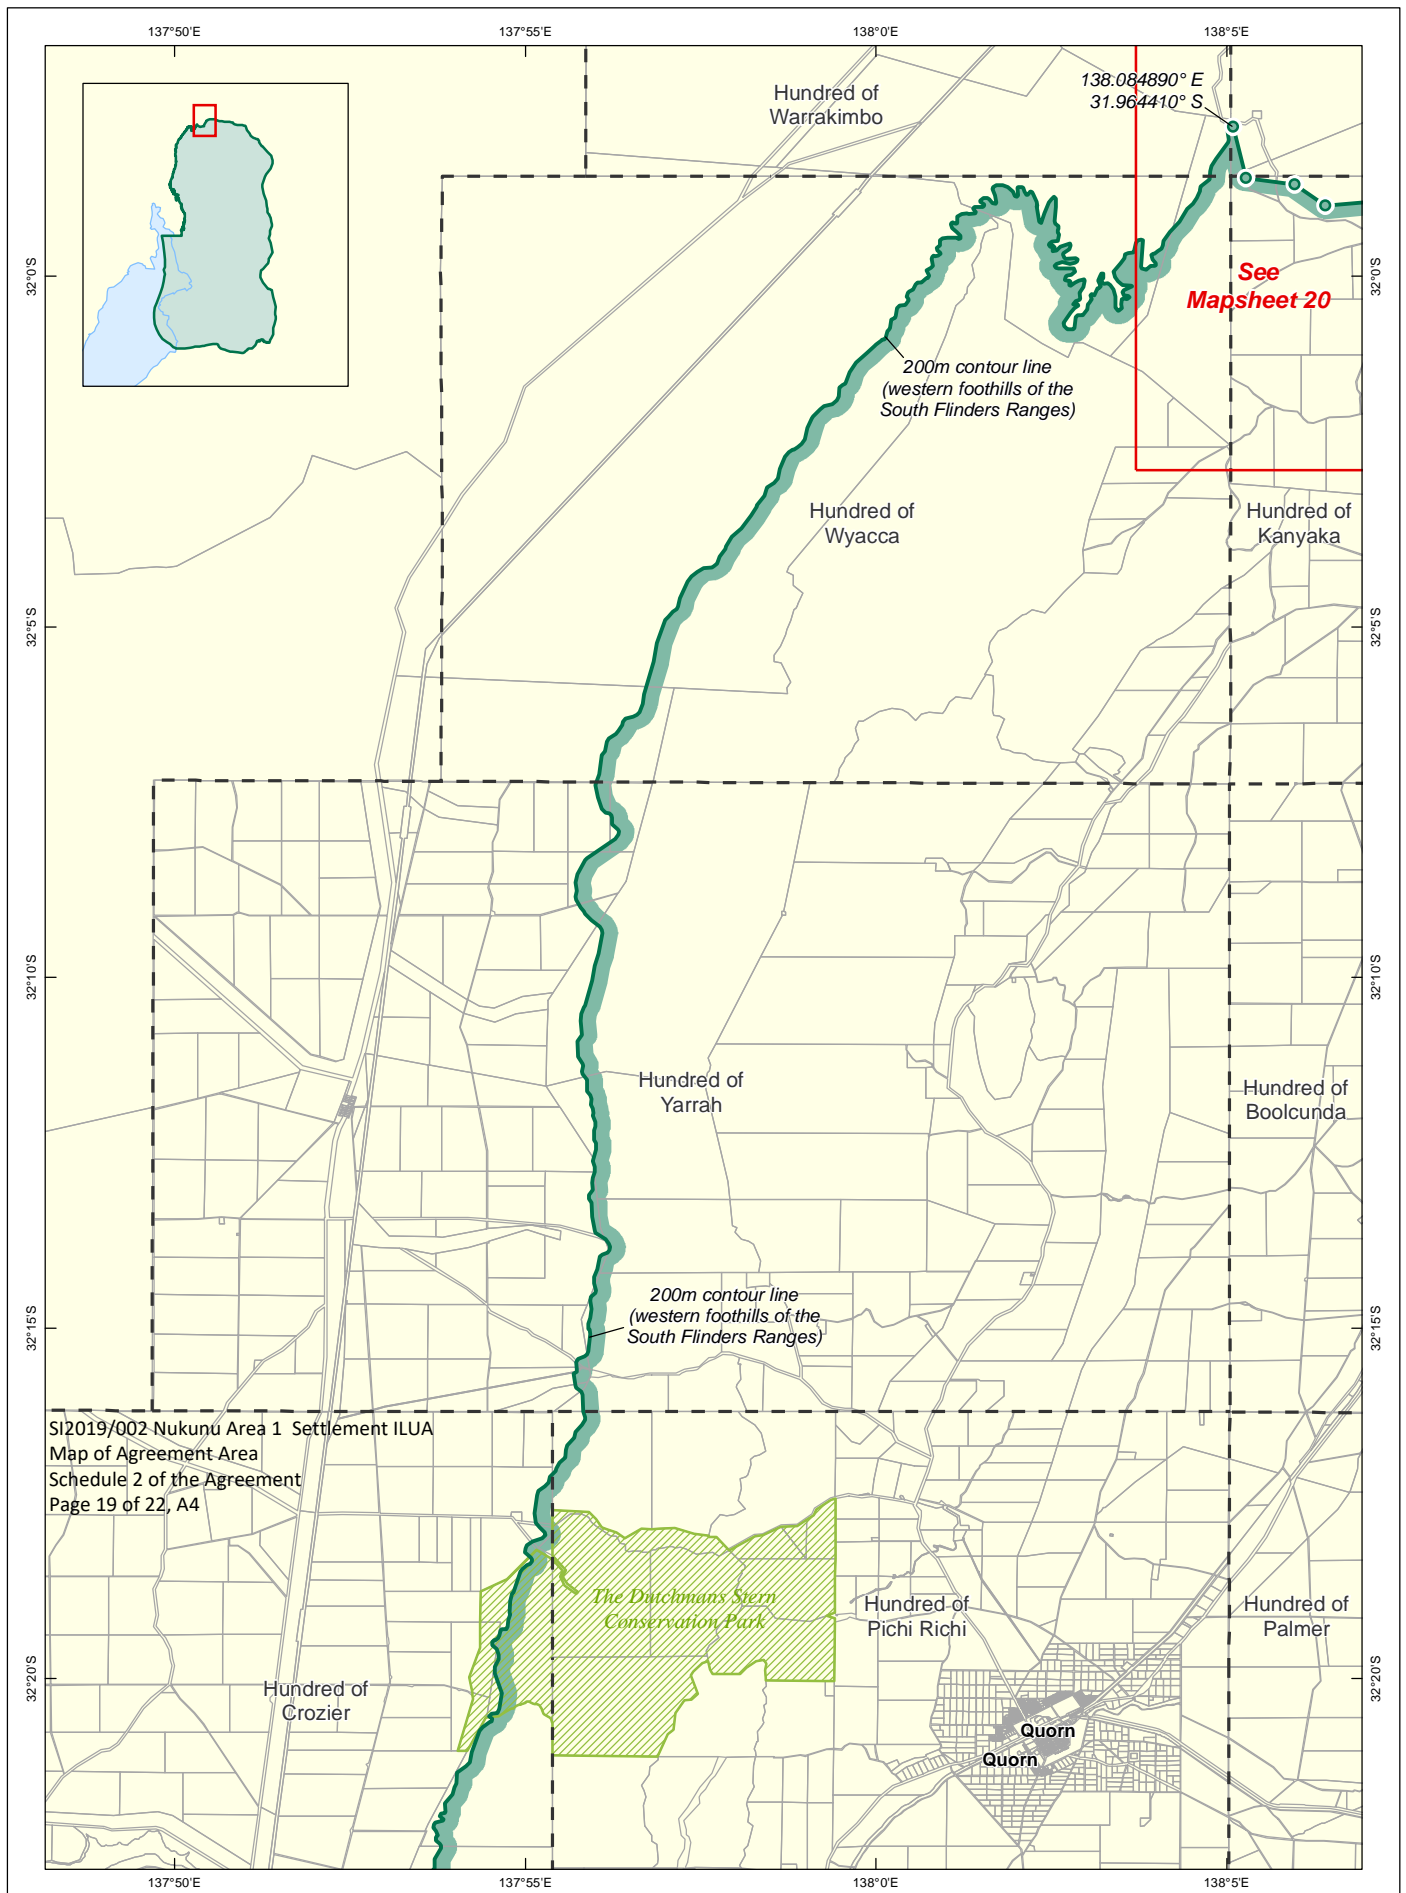 137°50'E
137°55'E
138°0'E
138°5'E
138.084890° E
31.964410° S
Hundred of
Warrakimbo
32°0'S
32°0'S
See
Mapsheet 20
200m contour line
(western foothills of the
South Flinders Ranges)
Hundred of
Wyacca
Hundred of
Kanyaka
32°5'S
32°5'S
32°10'S
32°10'S
Hundred of
Yarrah
Hundred of
Boolcunda
200m contour line
(western foothills of the
South Flinders Ranges)
32°15'S
32°15'S
SI2019/002 Nukunu Area 1 Settlement ILUA
Map of Agreement Area
Schedule 2 of the Agreement
Page 19 of 22, A4
The Dutchmans Stern
Conservation Park
Hundred of
Pichi Richi
Hundred of
Palmer
32°20'S
32°20'S
Hundred of
Crozier
Quorn
Quorn
137°50'E
137°55'E
138°0'E
138°5'E